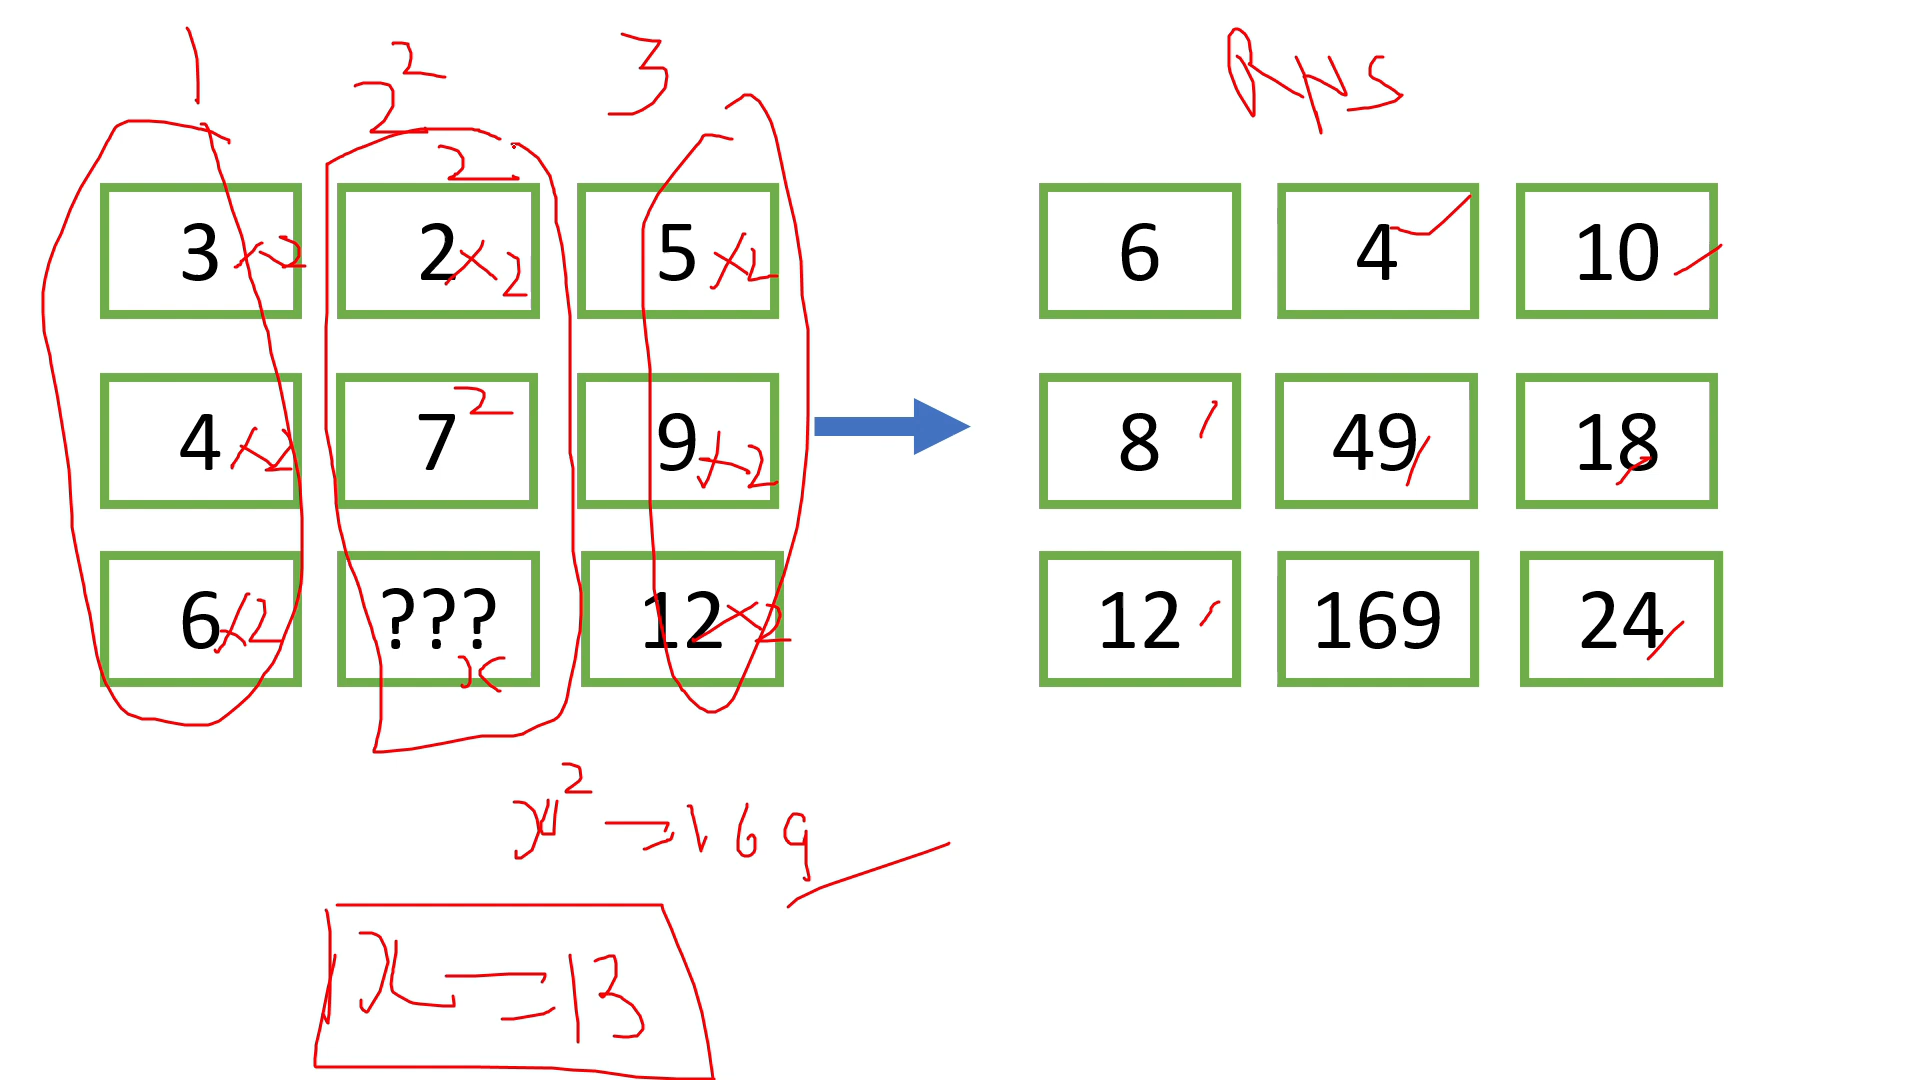 1 2² 3 Ans
2
3 ×2 2 ×2 5 ×2 6 4 10
4 ×2 7² 9 ×2 8 49 18
6 ×2 ??? 12 ×2 12 169 24
x
x² = 169
x = 13